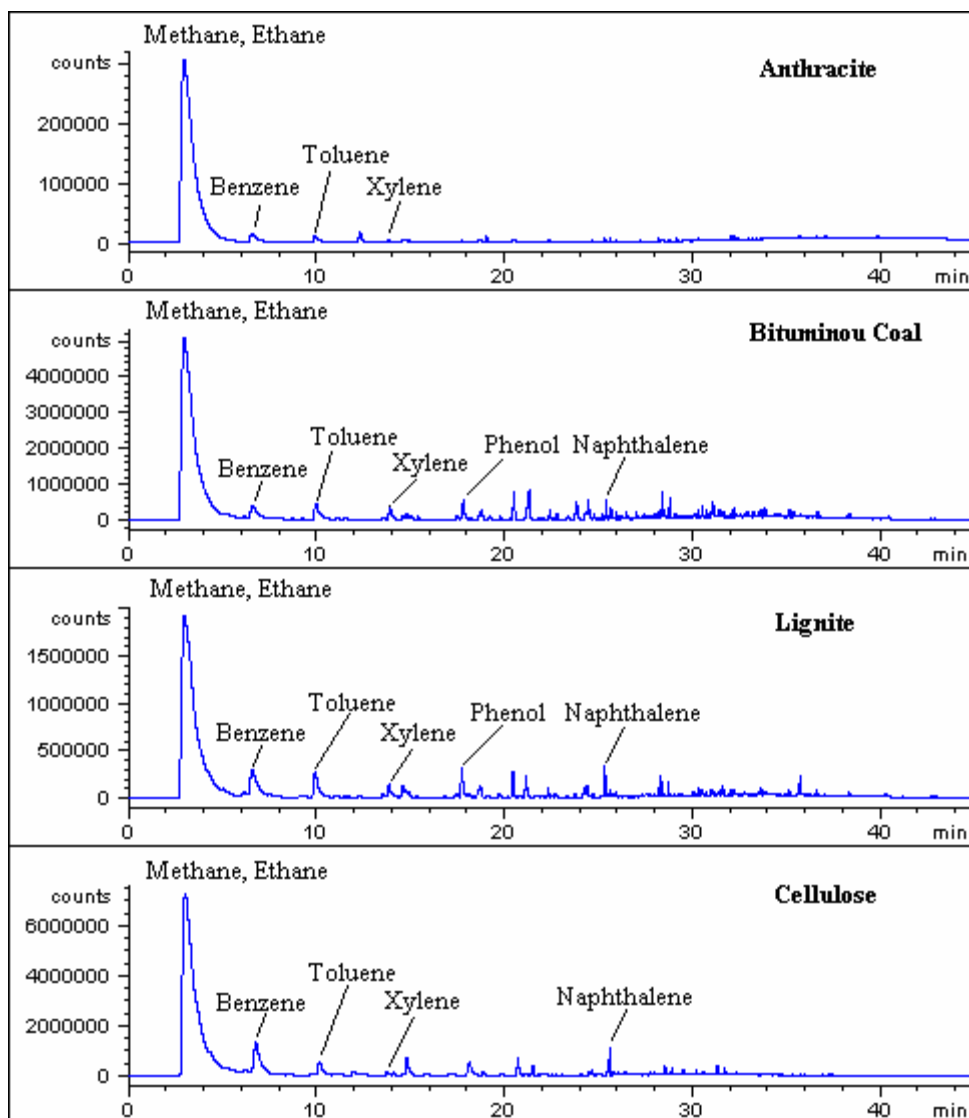 Methane, Ethane
counts
Anthracite
200000
Toluene
100000
Benzene
Xylene
0
0 10 20 30 40 min
Methane, Ethane
counts
Bituminou Coal
4000000
3000000
2000000
Toluene
Phenol
Naphthalene
Benzene
Xylene
1000000
0
0 10 20 30 40 min
Methane, Ethane
counts
Lignite
1500000
1000000
Toluene
Phenol
Naphthalene
Benzene
Xylene
500000
0
0 10 20 30 40 min
Methane, Ethane
counts
Cellulose
6000000
4000000
Toluene
Benzene
Xylene
Naphthalene
2000000
0
0 10 20 30 40 min